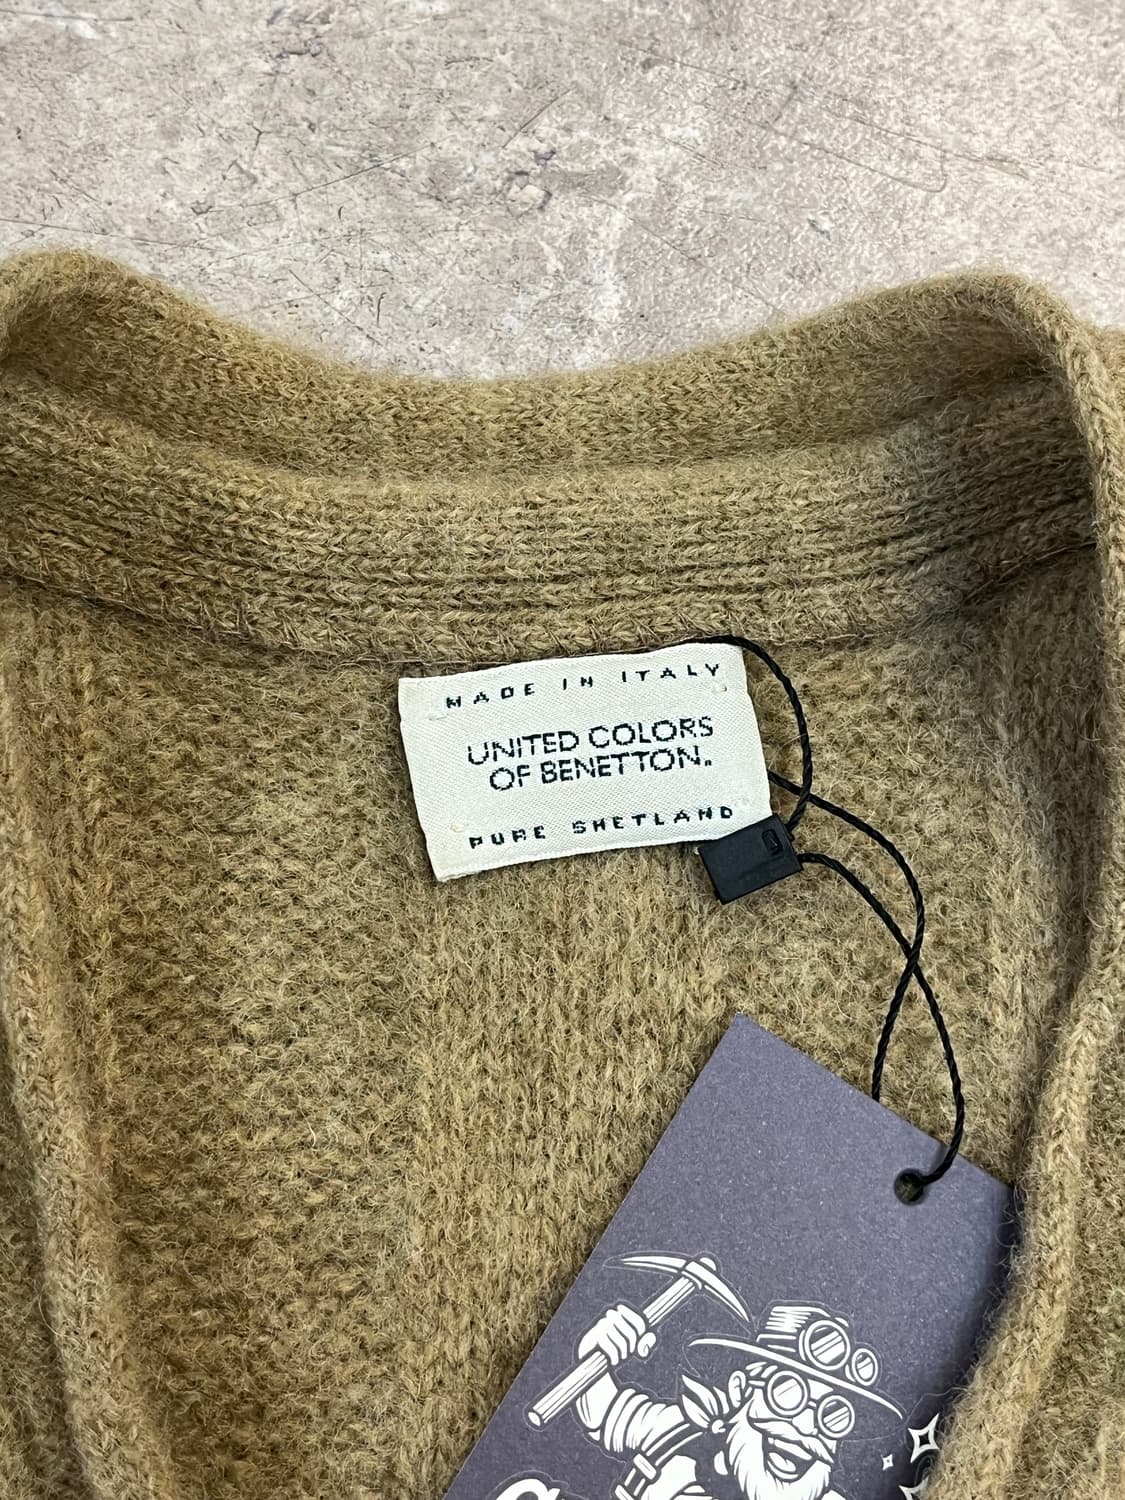 MADE IN ITALY
UNITED COLORS
OF BENETTON.
PURE SHETLAND